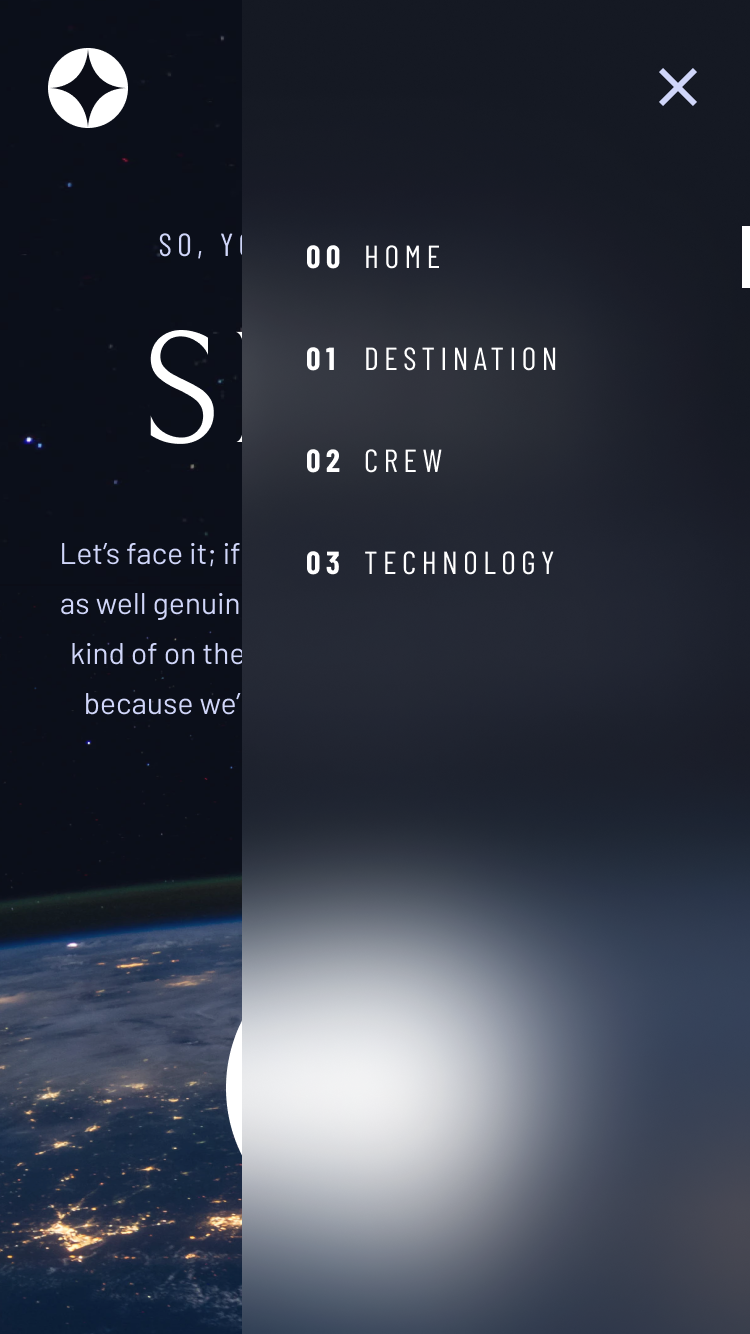 SO, Y
S
Let’s face it; if
as well genuin
kind of on the
because we’
00 HOME
01 DESTINATION
02 CREW
03 TECHNOLOGY